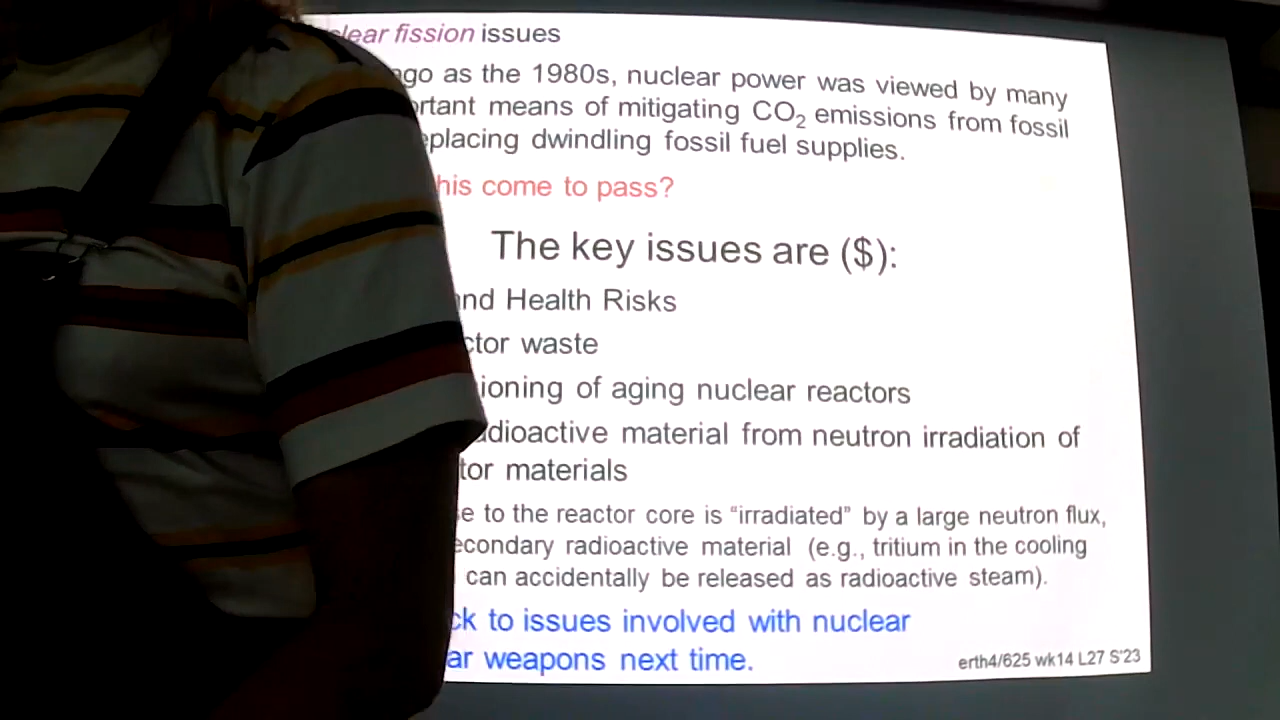 lear fission issues
ago as the 1980s, nuclear power was viewed by many
rtant means of mitigating CO₂ emissions from fossil
eplacing dwindling fossil fuel supplies.
his come to pass?
The key issues are ($):
nd Health Risks
ctor waste
ioning of aging nuclear reactors
adioactive material from neutron irradiation of
tor materials
e to the reactor core is “irradiated” by a large neutron flux,
econdary radioactive material (e.g., tritium in the cooling
can accidentally be released as radioactive steam).
ck to issues involved with nuclear
ar weapons next time.
erth4/625 wk14 L27 S'23